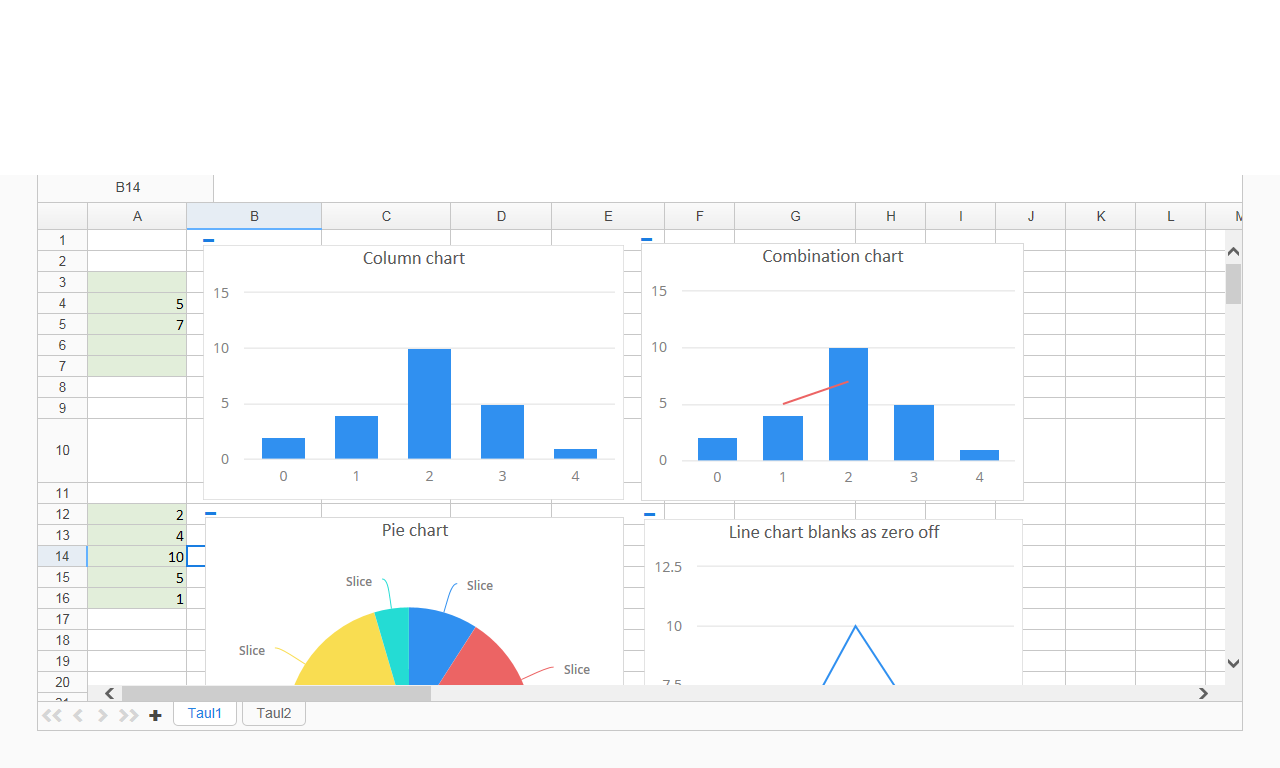 B14
A B C D E F G H I J K L M
1
2
3
4 5
5 7
6
7
8
9
10
11
12 2
13 4
14 10
15 5
16 1
17
18
19
20
21
Column chart
15
10
5
0
0 1 2 3 4
Combination chart
15
10
5
0
0 1 2 3 4
Pie chart
Slice
Slice
Slice
Slice
Line chart blanks as zero off
12.5
10
7.5
Taul1 Taul2